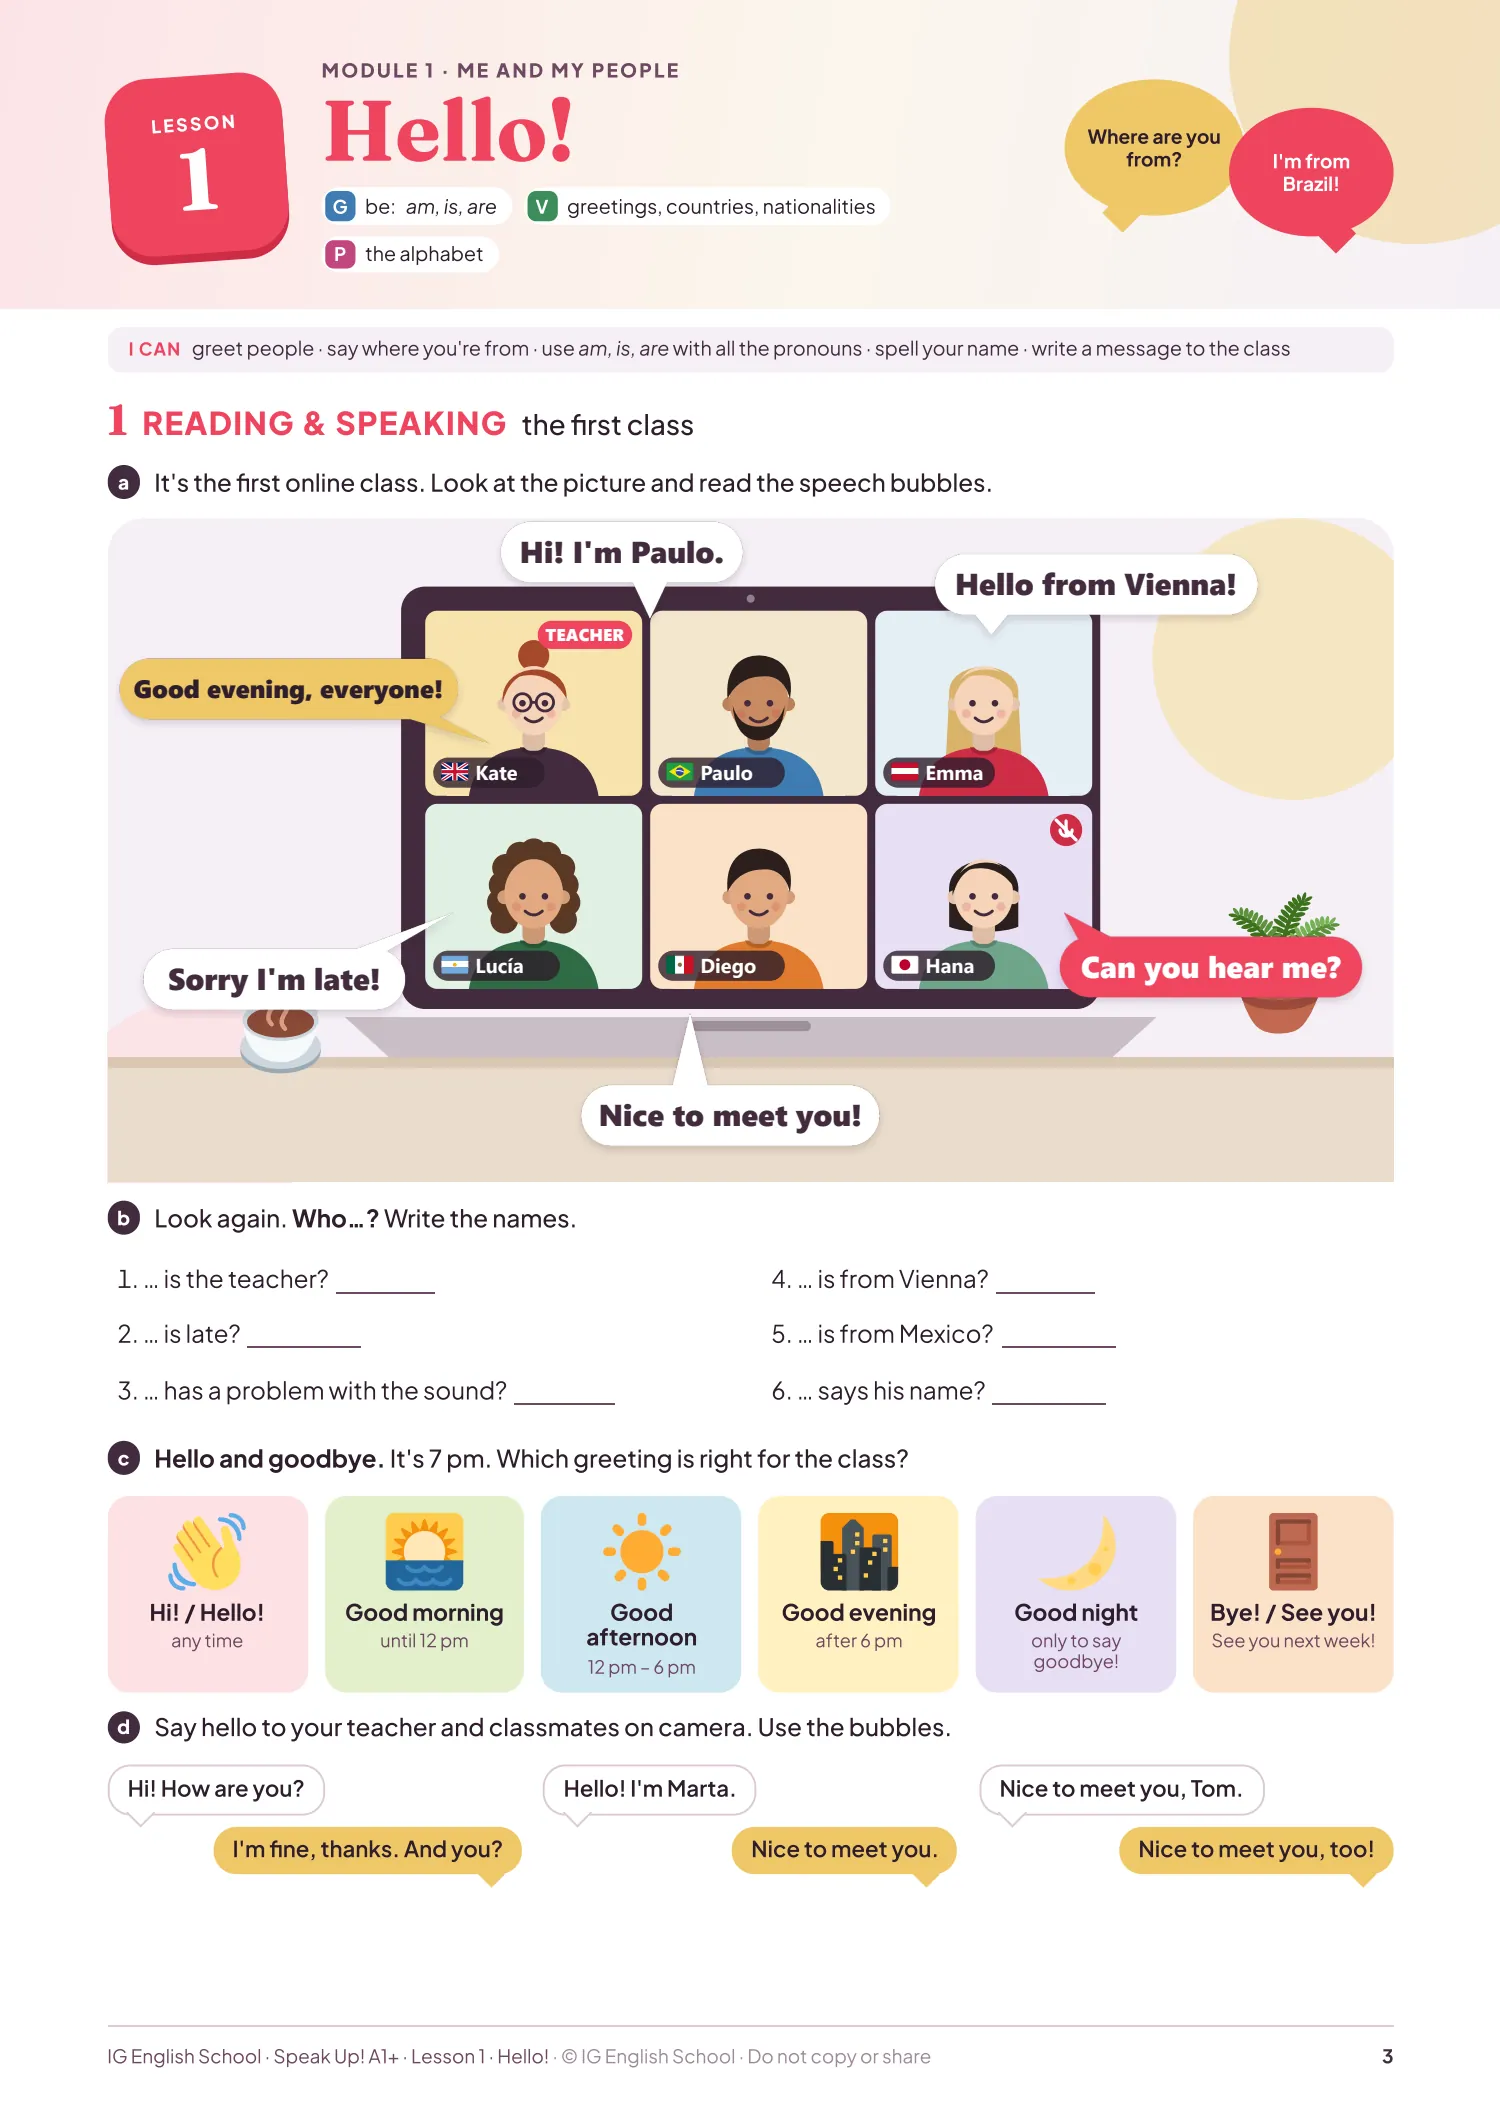 MODULE 1 · ME AND MY PEOPLE
LESSON
1
Hello!
G be: am, is, are
V greetings, countries, nationalities
P the alphabet
Where are you
from?
I'm from
Brazil!
I CAN greet people · say where you're from · use am, is, are with all the pronouns · spell your name · write a message to the class
1 READING & SPEAKING the first class
a It's the first online class. Look at the picture and read the speech bubbles.
Hi! I'm Paulo.
Hello from Vienna!
TEACHER
Good evening, everyone!
Kate
Paulo
Emma
Lucía
Diego
Hana
Sorry I'm late!
Can you hear me?
Nice to meet you!
b Look again. Who...? Write the names.
1. ... is the teacher? ________
2. ... is late? ________
3. ... has a problem with the sound? ________
4. ... is from Vienna? ________
5. ... is from Mexico? ________
6. ... says his name? ________
c Hello and goodbye. It's 7 pm. Which greeting is right for the class?
Hi! / Hello!
any time
Good morning
until 12 pm
Good
afternoon
12 pm – 6 pm
Good evening
after 6 pm
Good night
only to say
goodbye!
Bye! / See you!
See you next week!
d Say hello to your teacher and classmates on camera. Use the bubbles.
Hi! How are you?
I'm fine, thanks. And you?
Hello! I'm Marta.
Nice to meet you.
Nice to meet you, Tom.
Nice to meet you, too!
IG English School · Speak Up! A1+ · Lesson 1 · Hello! · © IG English School · Do not copy or share
3